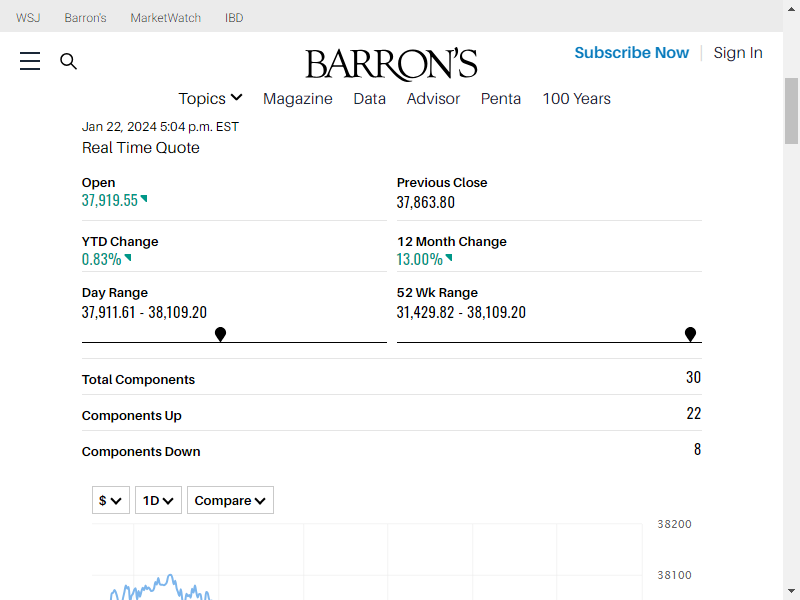 WSJ Barron's MarketWatch IBD
BARRON'S
Subscribe Now Sign In
Topics Magazine Data Advisor Penta 100 Years
Jan 22, 2024 5:04 p.m. EST
Real Time Quote
Open Previous Close
37,919.55 37,863.80
YTD Change 12 Month Change
0.83% 13.00%
Day Range 52 Wk Range
37,911.61 - 38,109.20 31,429.82 - 38,109.20
Total Components 30
Components Up 22
Components Down 8
$ 1D Compare
38200
38100